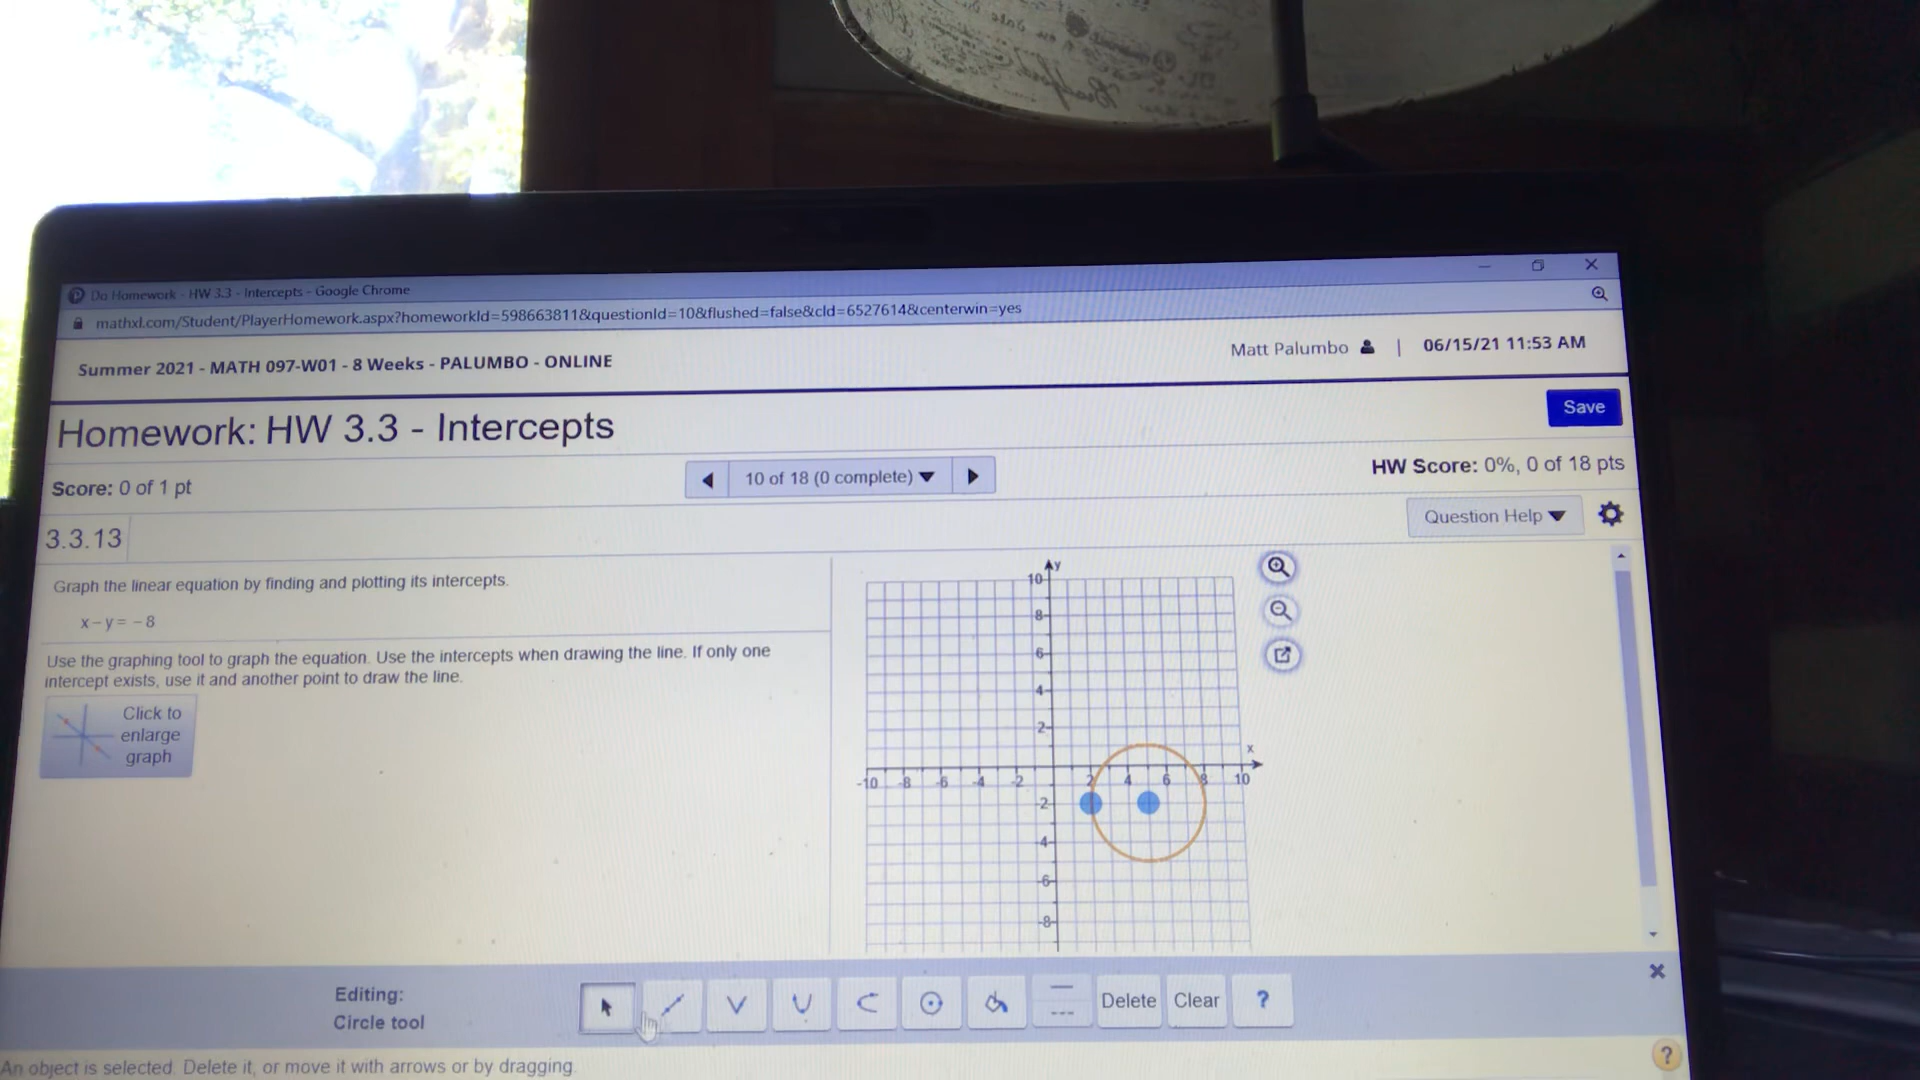 Do Homework - HW 3.3 - Intercepts - Google Chrome
mathxl.com/Student/PlayerHomework.aspx?homeworkId=598663811&questionId=10&flushed=false&cId=6527614&centerwin=yes
Summer 2021 - MATH 097-W01 - 8 Weeks - PALUMBO - ONLINE
Matt Palumbo | 06/15/21 11:53 AM
Homework: HW 3.3 - Intercepts
Save
Score: 0 of 1 pt
10 of 18 (0 complete)
HW Score: 0%, 0 of 18 pts
3.3.13
Question Help
Graph the linear equation by finding and plotting its intercepts.
x - y = - 8
Use the graphing tool to graph the equation. Use the intercepts when drawing the line. If only one
intercept exists, use it and another point to draw the line.
Click to
enlarge
graph
y
10
8
6
4
2
x
-10 -8 -6 -4 -2 2 4 6 8 10
-2
-4
-6
-8
Editing:
Circle tool
Delete
Clear
?
An object is selected. Delete it, or move it with arrows or by dragging.
?